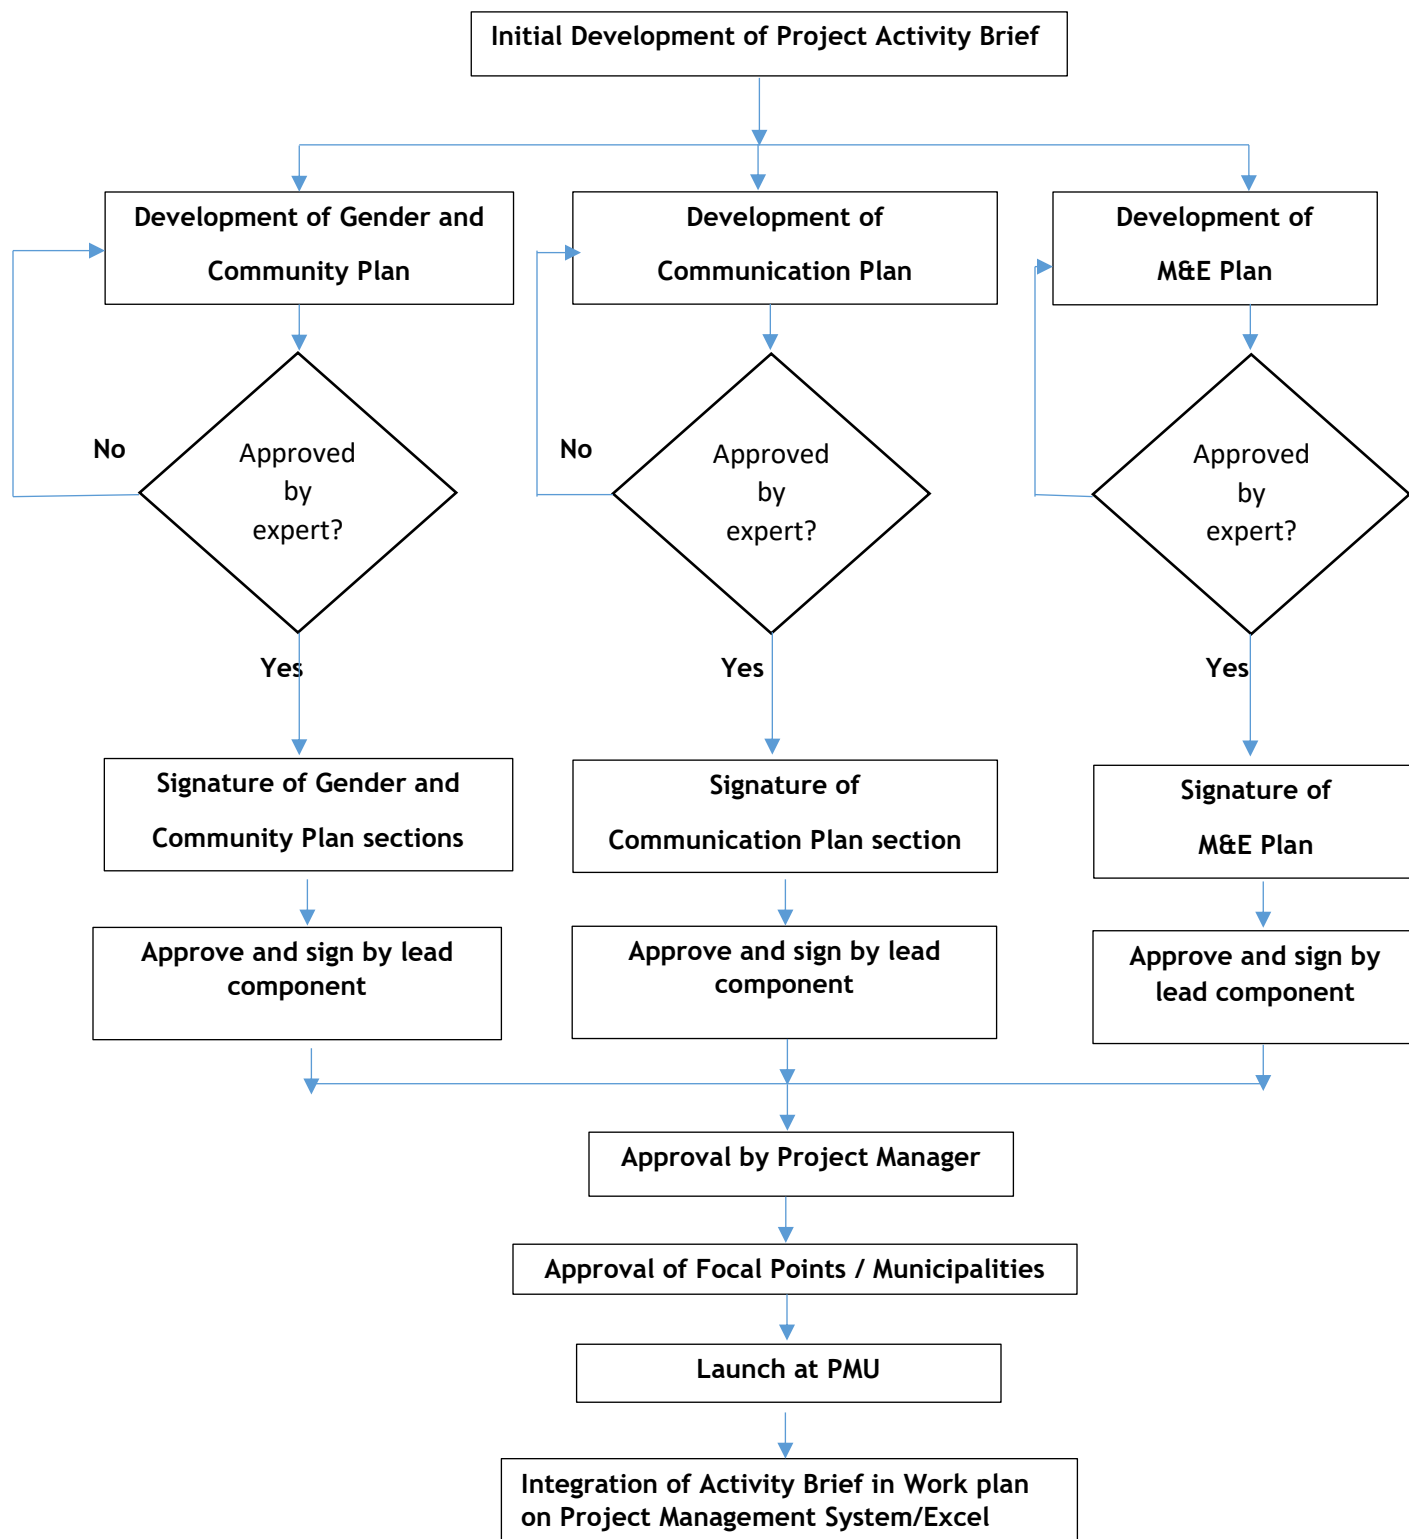 Initial Development of Project Activity Brief
Development of Gender and
Community Plan
Development of
Communication Plan
Development of
M&E Plan
No
Approved
by
expert?
No
Approved
by
expert?
Approved
by
expert?
Yes
Yes
Yes
Signature of Gender and
Community Plan sections
Signature of
Communication Plan section
Signature of
M&E Plan
Approve and sign by lead
component
Approve and sign by lead
component
Approve and sign by
lead component
Approval by Project Manager
Approval of Focal Points / Municipalities
Launch at PMU
Integration of Activity Brief in Work plan
on Project Management System/Excel